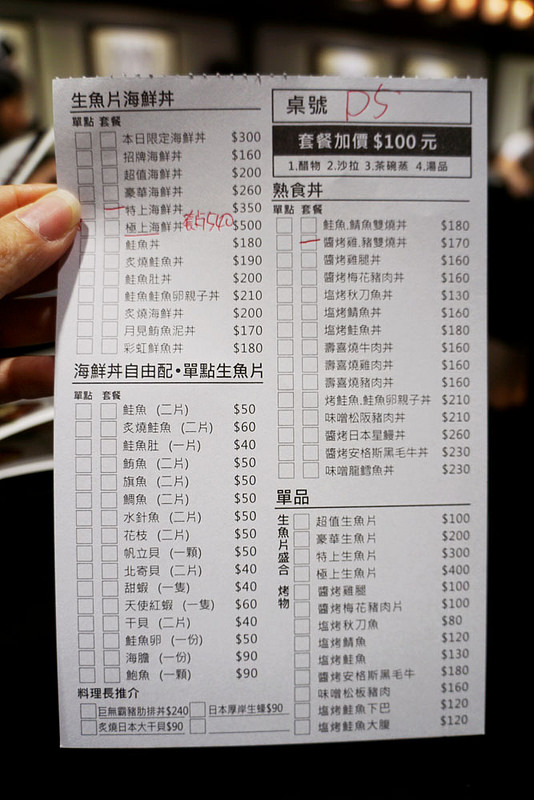 生魚片海鮮丼
單點 套餐
本日限定海鮮丼 $300
招牌海鮮丼 $160
超值海鮮丼 $200
豪華海鮮丼 $260
特上海鮮丼 $350
極上海鮮丼 $500
鮭魚丼 $180
炙燒鮭魚丼 $190
鮭魚肚丼 $200
鮭魚鮭魚卵親子丼 $210
炙燒海鮮丼 $200
月見鮪魚泥丼 $170
彩虹鮮魚丼 $180
海鮮丼自由配•單點生魚片
單點 套餐
鮭魚 (二片) $50
炙燒鮭魚 (二片) $60
鮭魚肚 (一片) $40
鮪魚 (二片) $50
旗魚 (二片) $50
鯛魚 (二片) $50
水針魚 (二片) $50
花枝 (二片) $50
帆立貝 (一顆) $50
北寄貝 (二片) $40
甜蝦 (一隻) $40
天使紅蝦 (一隻) $60
干貝 (二片) $40
鮭魚卵 (一份) $50
海膽 (一份) $90
鮑魚 (一顆) $90
料理長推介
巨無霸豬肋排丼$240 日本厚岸生蠔$90
炙燒日本大干貝$90
桌號 D5
套餐加價 $100 元
1.醋物 2.沙拉 3.茶碗蒸 4.湯品
熟食丼
單點 套餐
鮭魚.鯖魚雙燒丼 $180
醬烤雞.豬雙燒丼 $170
醬烤雞腿丼 $160
醬烤梅花豬肉丼 $160
塩烤秋刀魚丼 $130
塩烤鯖魚丼 $160
塩烤鮭魚丼 $180
壽喜燒牛肉丼 $160
壽喜燒雞肉丼 $160
壽喜燒豬肉丼 $160
烤鮭魚.鮭魚卵親子丼 $210
味噌松阪豬肉丼 $210
醬烤日本星鰻丼 $260
醬烤安格斯黑毛牛丼 $230
味噌龍鱈魚丼 $230
單品
生魚片盛合
超值生魚片 $100
豪華生魚片 $200
特上生魚片 $300
極上生魚片 $400
烤物
醬烤雞腿 $100
醬烤梅花豬肉片 $100
塩烤秋刀魚 $80
塩烤鯖魚 $120
塩烤鮭魚 $130
醬烤安格斯黑毛牛 $180
味噌松板豬肉 $160
塩烤鮭魚下巴 $120
塩烤鮭魚大腹 $120